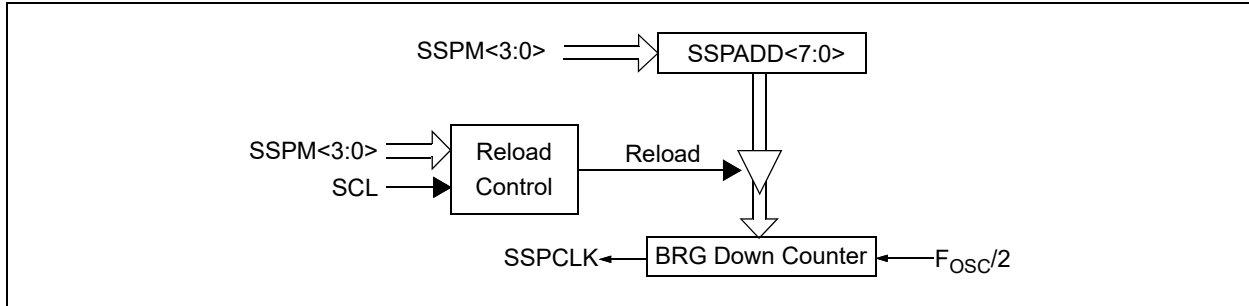 SSPM<3:0>
SSPADD<7:0>
SSPM<3:0>
SCL
Reload
Control
Reload
SSPCLK
BRG Down Counter
FOSC/2